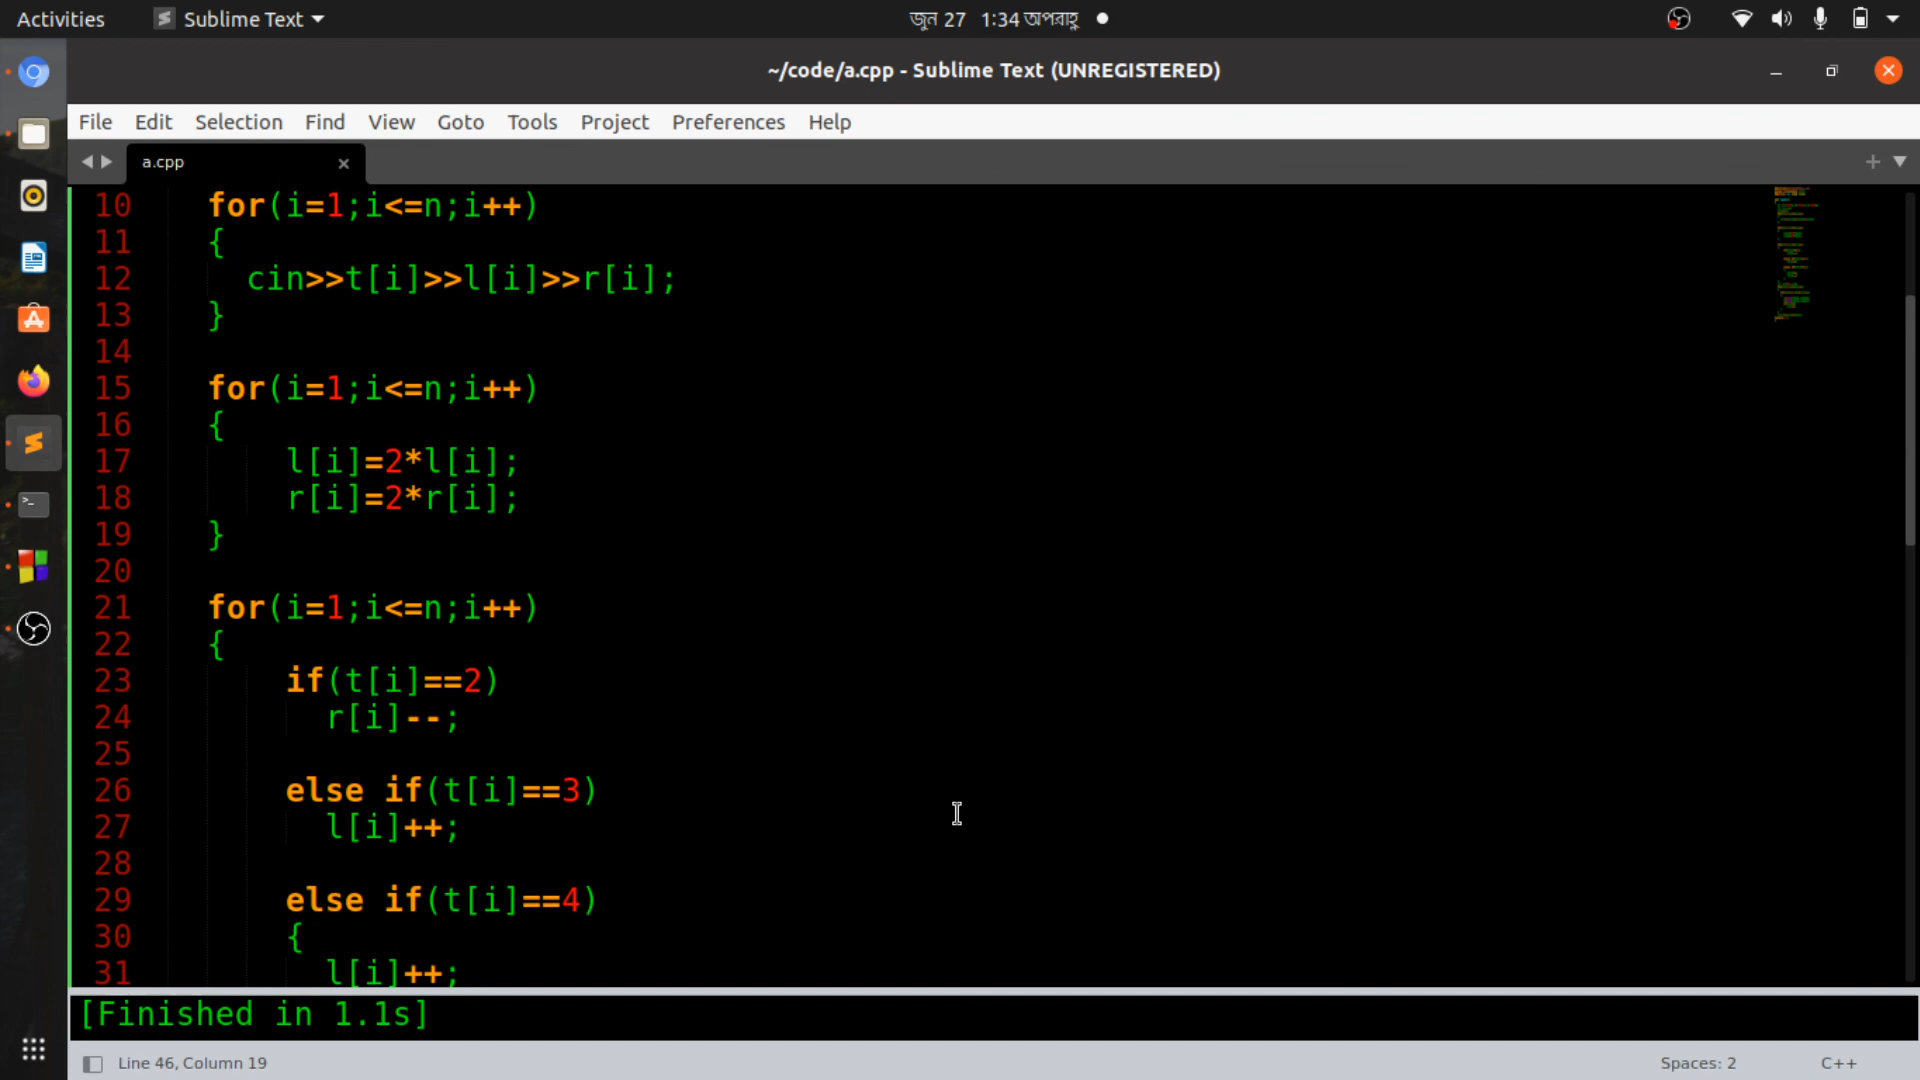 Activities Sublime Text জুন 27 1:34 অপরাহ্ণ
~/code/a.cpp - Sublime Text (UNREGISTERED)
File Edit Selection Find View Goto Tools Project Preferences Help
a.cpp
10 for(i=1;i<=n;i++)
11 {
12 cin>>t[i]>>l[i]>>r[i];
13 }
14
15 for(i=1;i<=n;i++)
16 {
17 l[i]=2*l[i];
18 r[i]=2*r[i];
19 }
20
21 for(i=1;i<=n;i++)
22 {
23 if(t[i]==2)
24 r[i]--;
25
26 else if(t[i]==3)
27 l[i]++;
28
29 else if(t[i]==4)
30 {
31 l[i]++;
[Finished in 1.1s]
Line 46, Column 19 Spaces: 2 C++